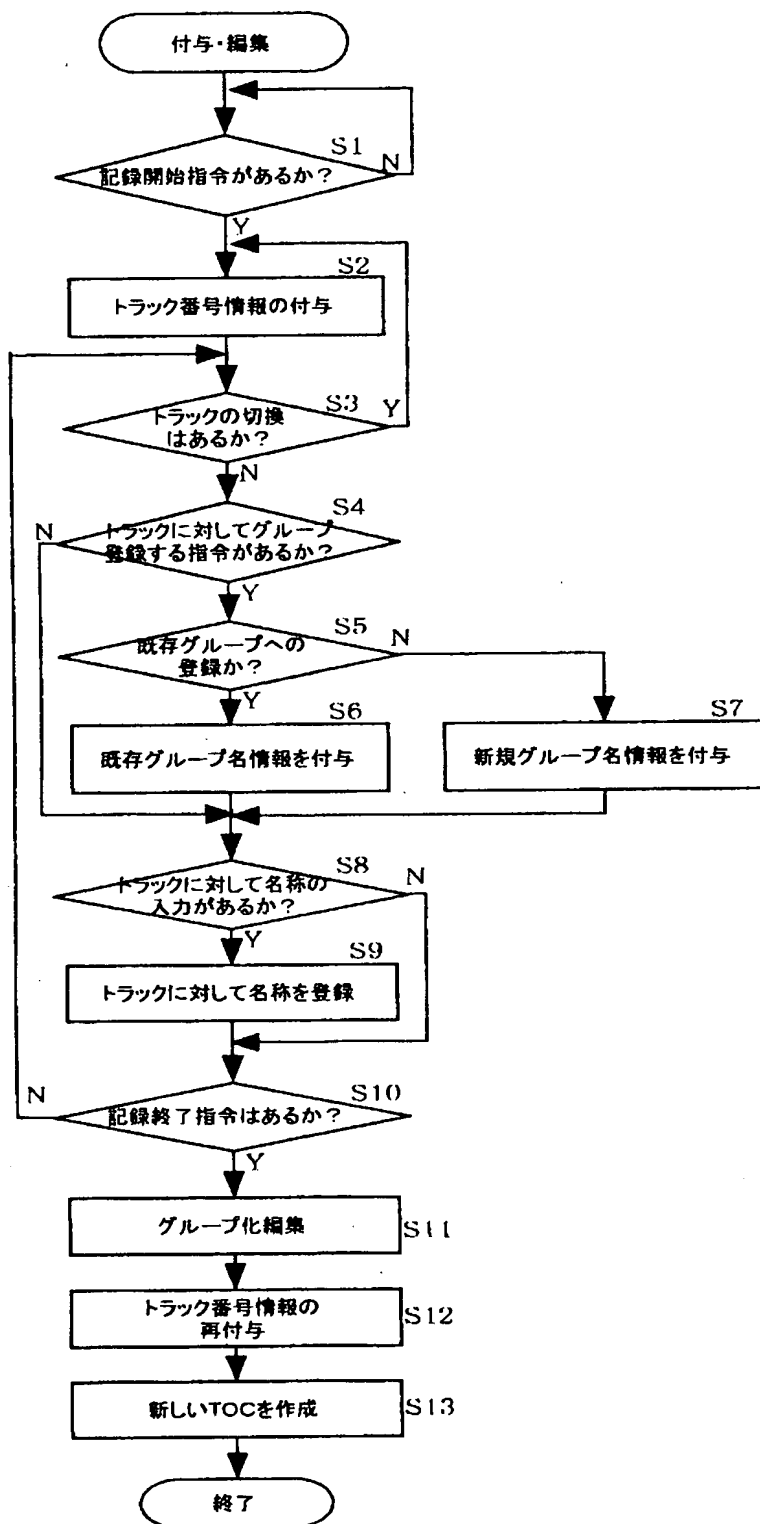 付与・編集
S1
記録開始指令があるか?
N
Y
S2
トラック番号情報の付与
S3
トラックの切換
はあるか?
Y
N
S4
N
トラックに対してグループ
登録する指令があるか?
Y
S5
既存グループへの
登録か?
N
Y
S6
既存グループ名情報を付与
S7
新規グループ名情報を付与
S8
トラックに対して名称の
入力があるか?
N
Y
S9
トラックに対して名称を登録
S10
N
記録終了指令はあるか?
Y
グループ化編集
S11
トラック番号情報の
再付与
S12
新しいTOCを作成
S13
終了